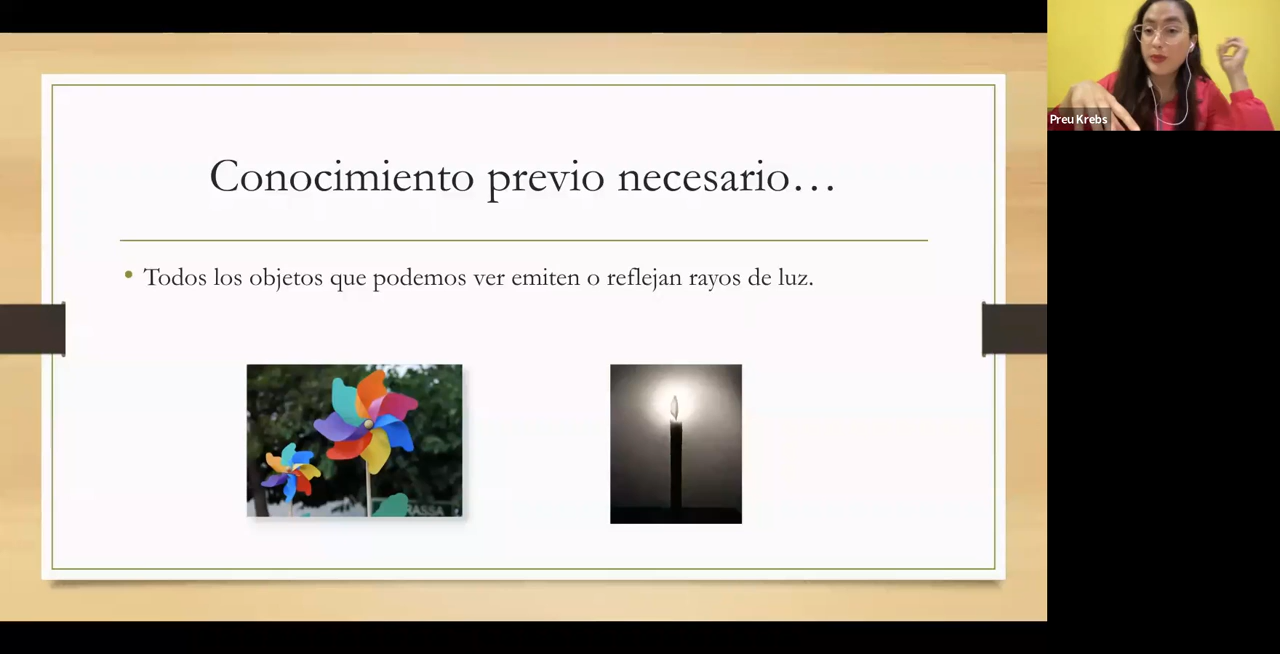 Conocimiento previo necesario…
Todos los objetos que podemos ver emiten o reflejan rayos de luz.
Preu Krebs